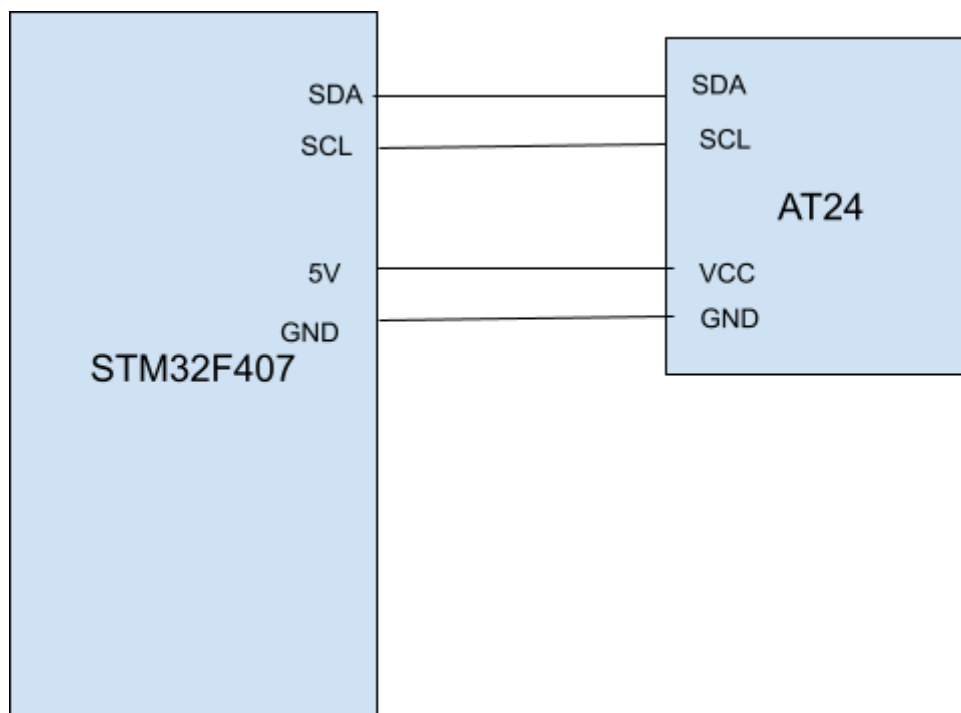 SDA
SCL
5V
GND
STM32F407
SDA
SCL
AT24
VCC
GND